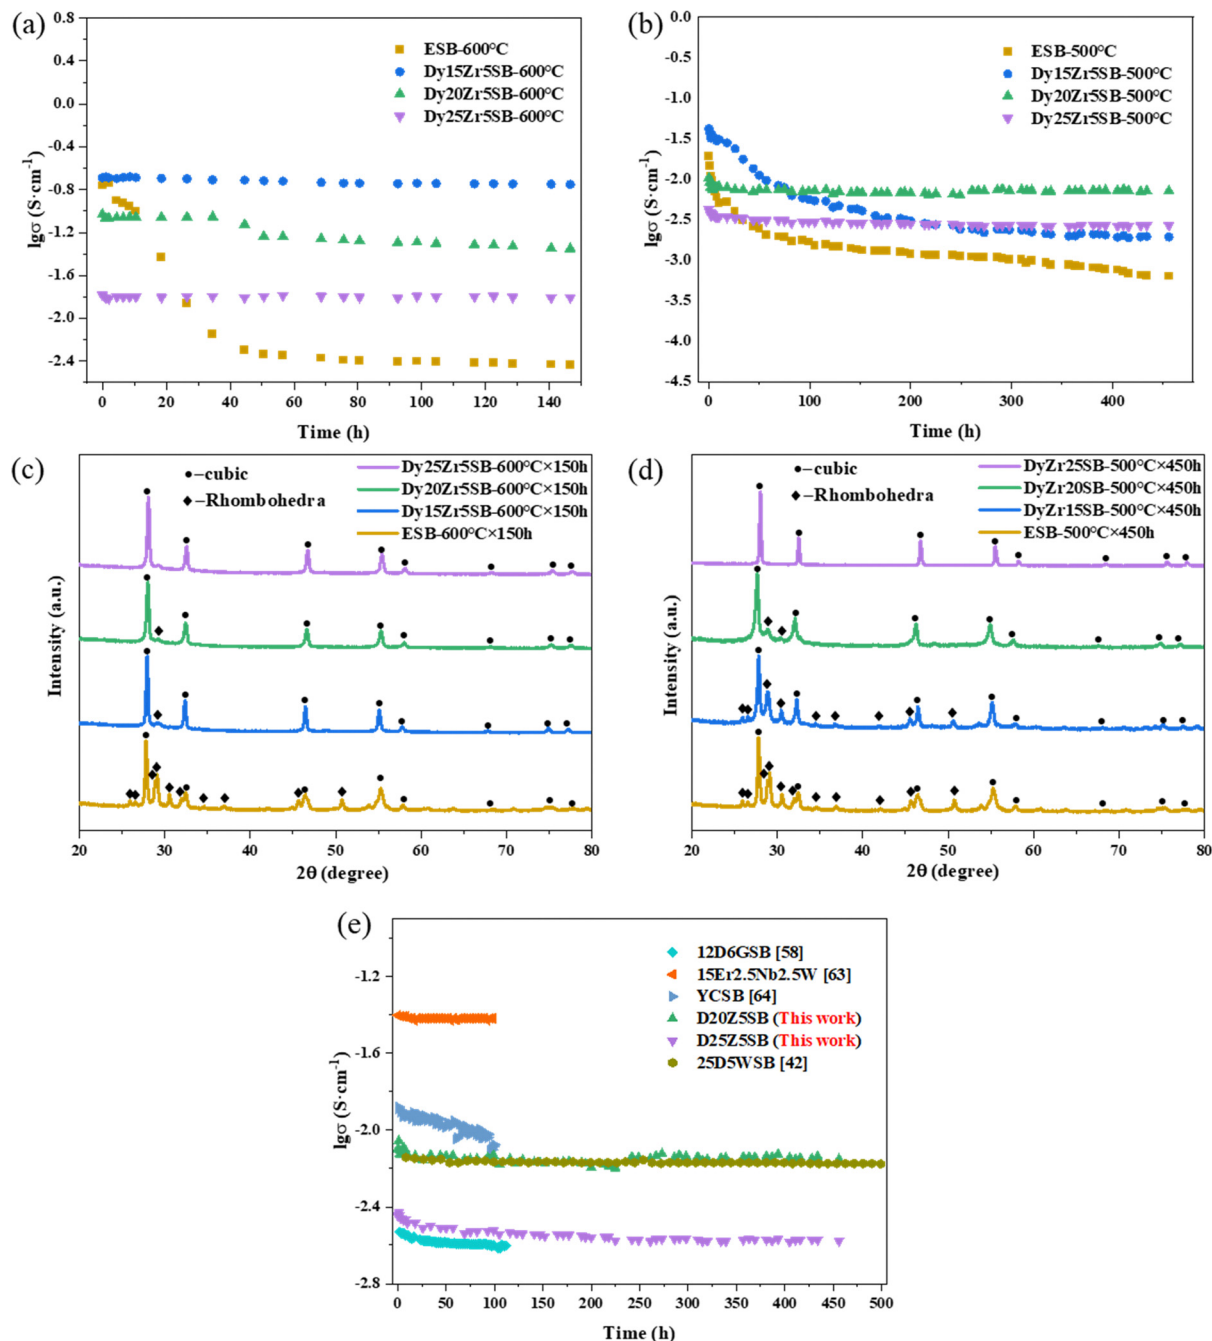 (a)
0.8
0.4
0.0
-0.4
-0.8
-1.2
-1.6
-2.0
-2.4
lgσ (S·cm⁻¹)
ESB-600°C
Dy15Zr5SB-600°C
Dy20Zr5SB-600°C
Dy25Zr5SB-600°C
0 20 40 60 80 100 120 140
Time (h)
(b)
0.0
-0.5
-1.0
-1.5
-2.0
-2.5
-3.0
-3.5
-4.0
-4.5
lgσ (S·cm⁻¹)
ESB-500°C
Dy15Zr5SB-500°C
Dy20Zr5SB-500°C
Dy25Zr5SB-500°C
0 100 200 300 400
Time (h)
(c)
Intensity (a.u.)
–cubic
–Rhombohedra
Dy25Zr5SB-600°C×150h
Dy20Zr5SB-600°C×150h
Dy15Zr5SB-600°C×150h
ESB-600°C×150h
20 30 40 50 60 70 80
2θ (degree)
(d)
Intensity (a.u.)
–cubic
–Rhombohedra
DyZr25SB-500°C×450h
DyZr20SB-500°C×450h
DyZr15SB-500°C×450h
ESB-500°C×450h
20 30 40 50 60 70 80
2θ (degree)
(e)
-1.2
-1.6
-2.0
-2.4
-2.8
lgσ (S·cm⁻¹)
12D6GSB [58]
15Er2.5Nb2.5W [63]
YCSB [64]
D20Z5SB (This work)
D25Z5SB (This work)
25D5WSB [42]
0 50 100 150 200 250 300 350 400 450 500
Time (h)